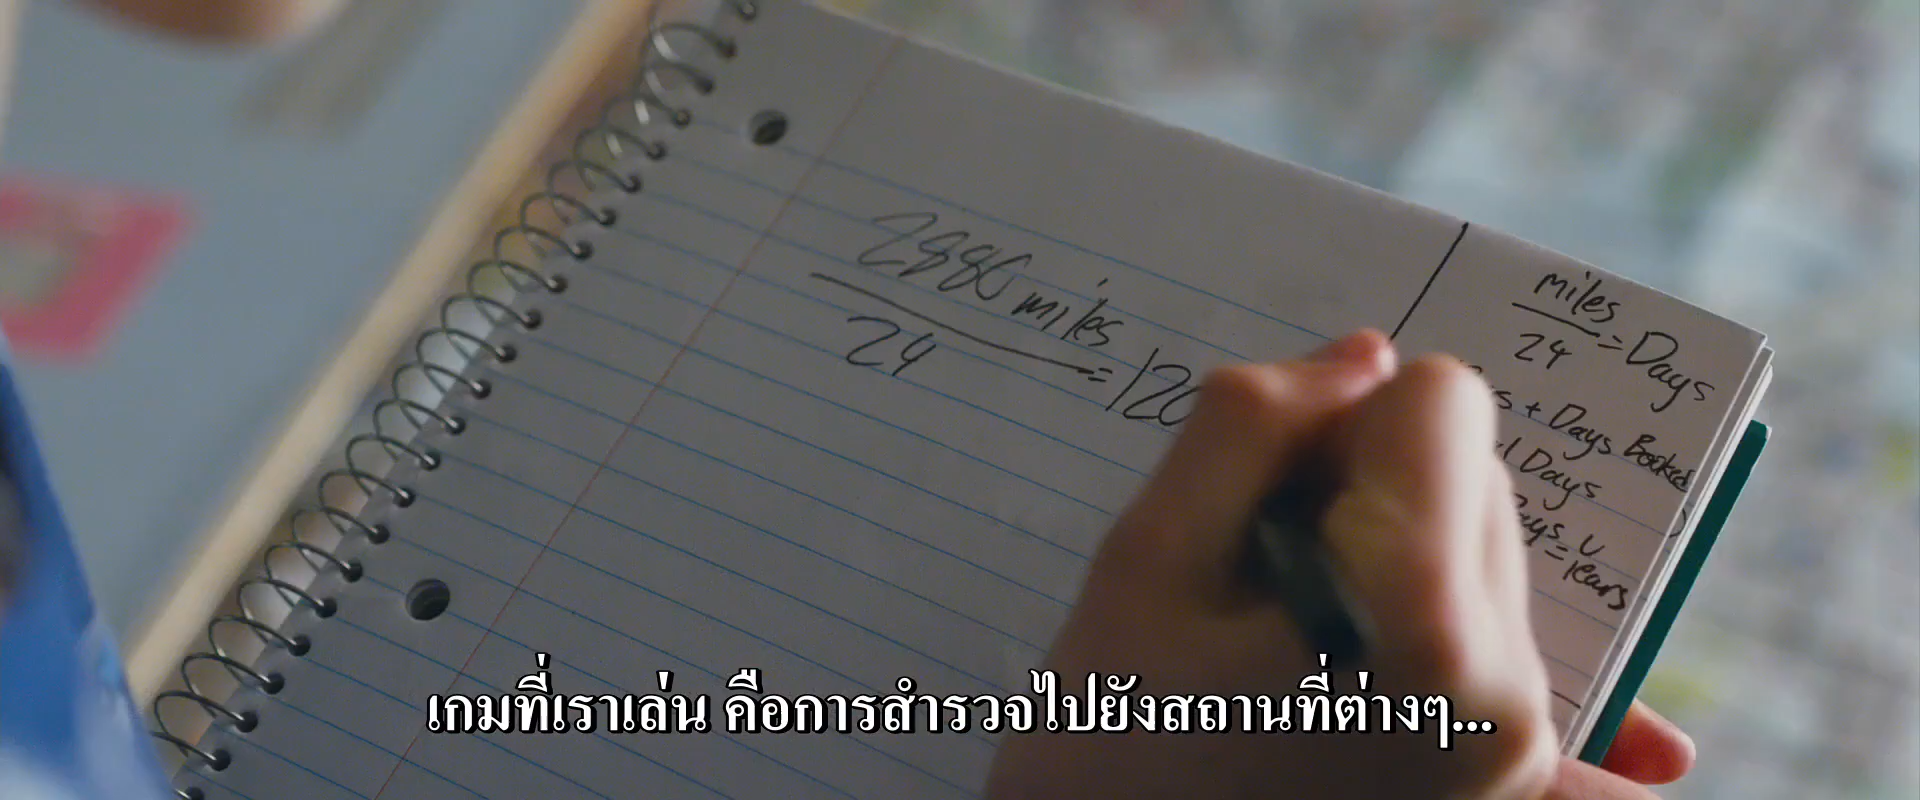 2880 miles
24
=120
miles
24
= Days
+ Days Booked
Days
=
Years
เกมที่เราเล่น คือการสำรวจไปยังสถานที่ต่างๆ...